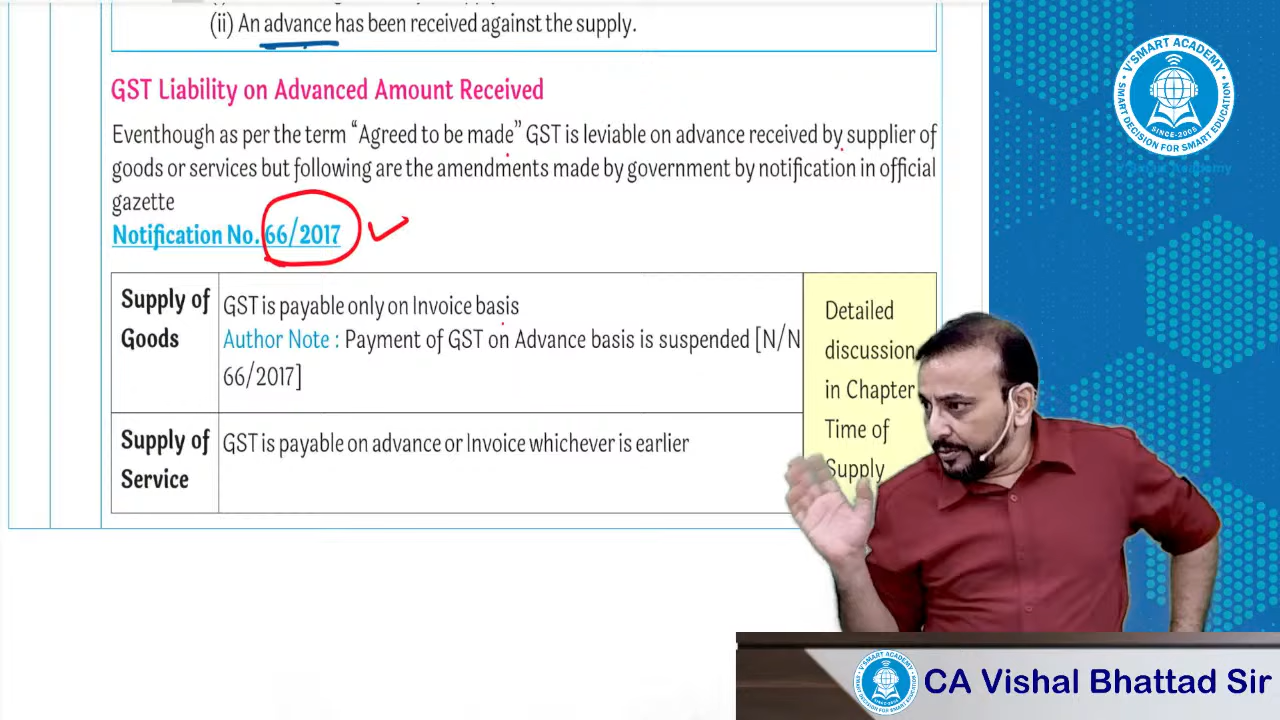 (ii) An advance has been received against the supply.
GST Liability on Advanced Amount Received
Eventhough as per the term “Agreed to be made” GST is leviable on advance received by supplier of
goods or services but following are the amendments made by government by notification in official
gazette
Notification No. 66/2017
Supply of
Goods
GST is payable only on Invoice basis
Author Note : Payment of GST on Advance basis is suspended [N/N
66/2017]
Supply of
Service
GST is payable on advance or Invoice whichever is earlier
Detailed
discussion
in Chapter
Time of
Supply
V'SMART ACADEMY
SINCE-2005
SMART DECISION FOR SMART EDUCATION
V'Smart Academy
V'SMART ACADEMY
CA Vishal Bhattad Sir